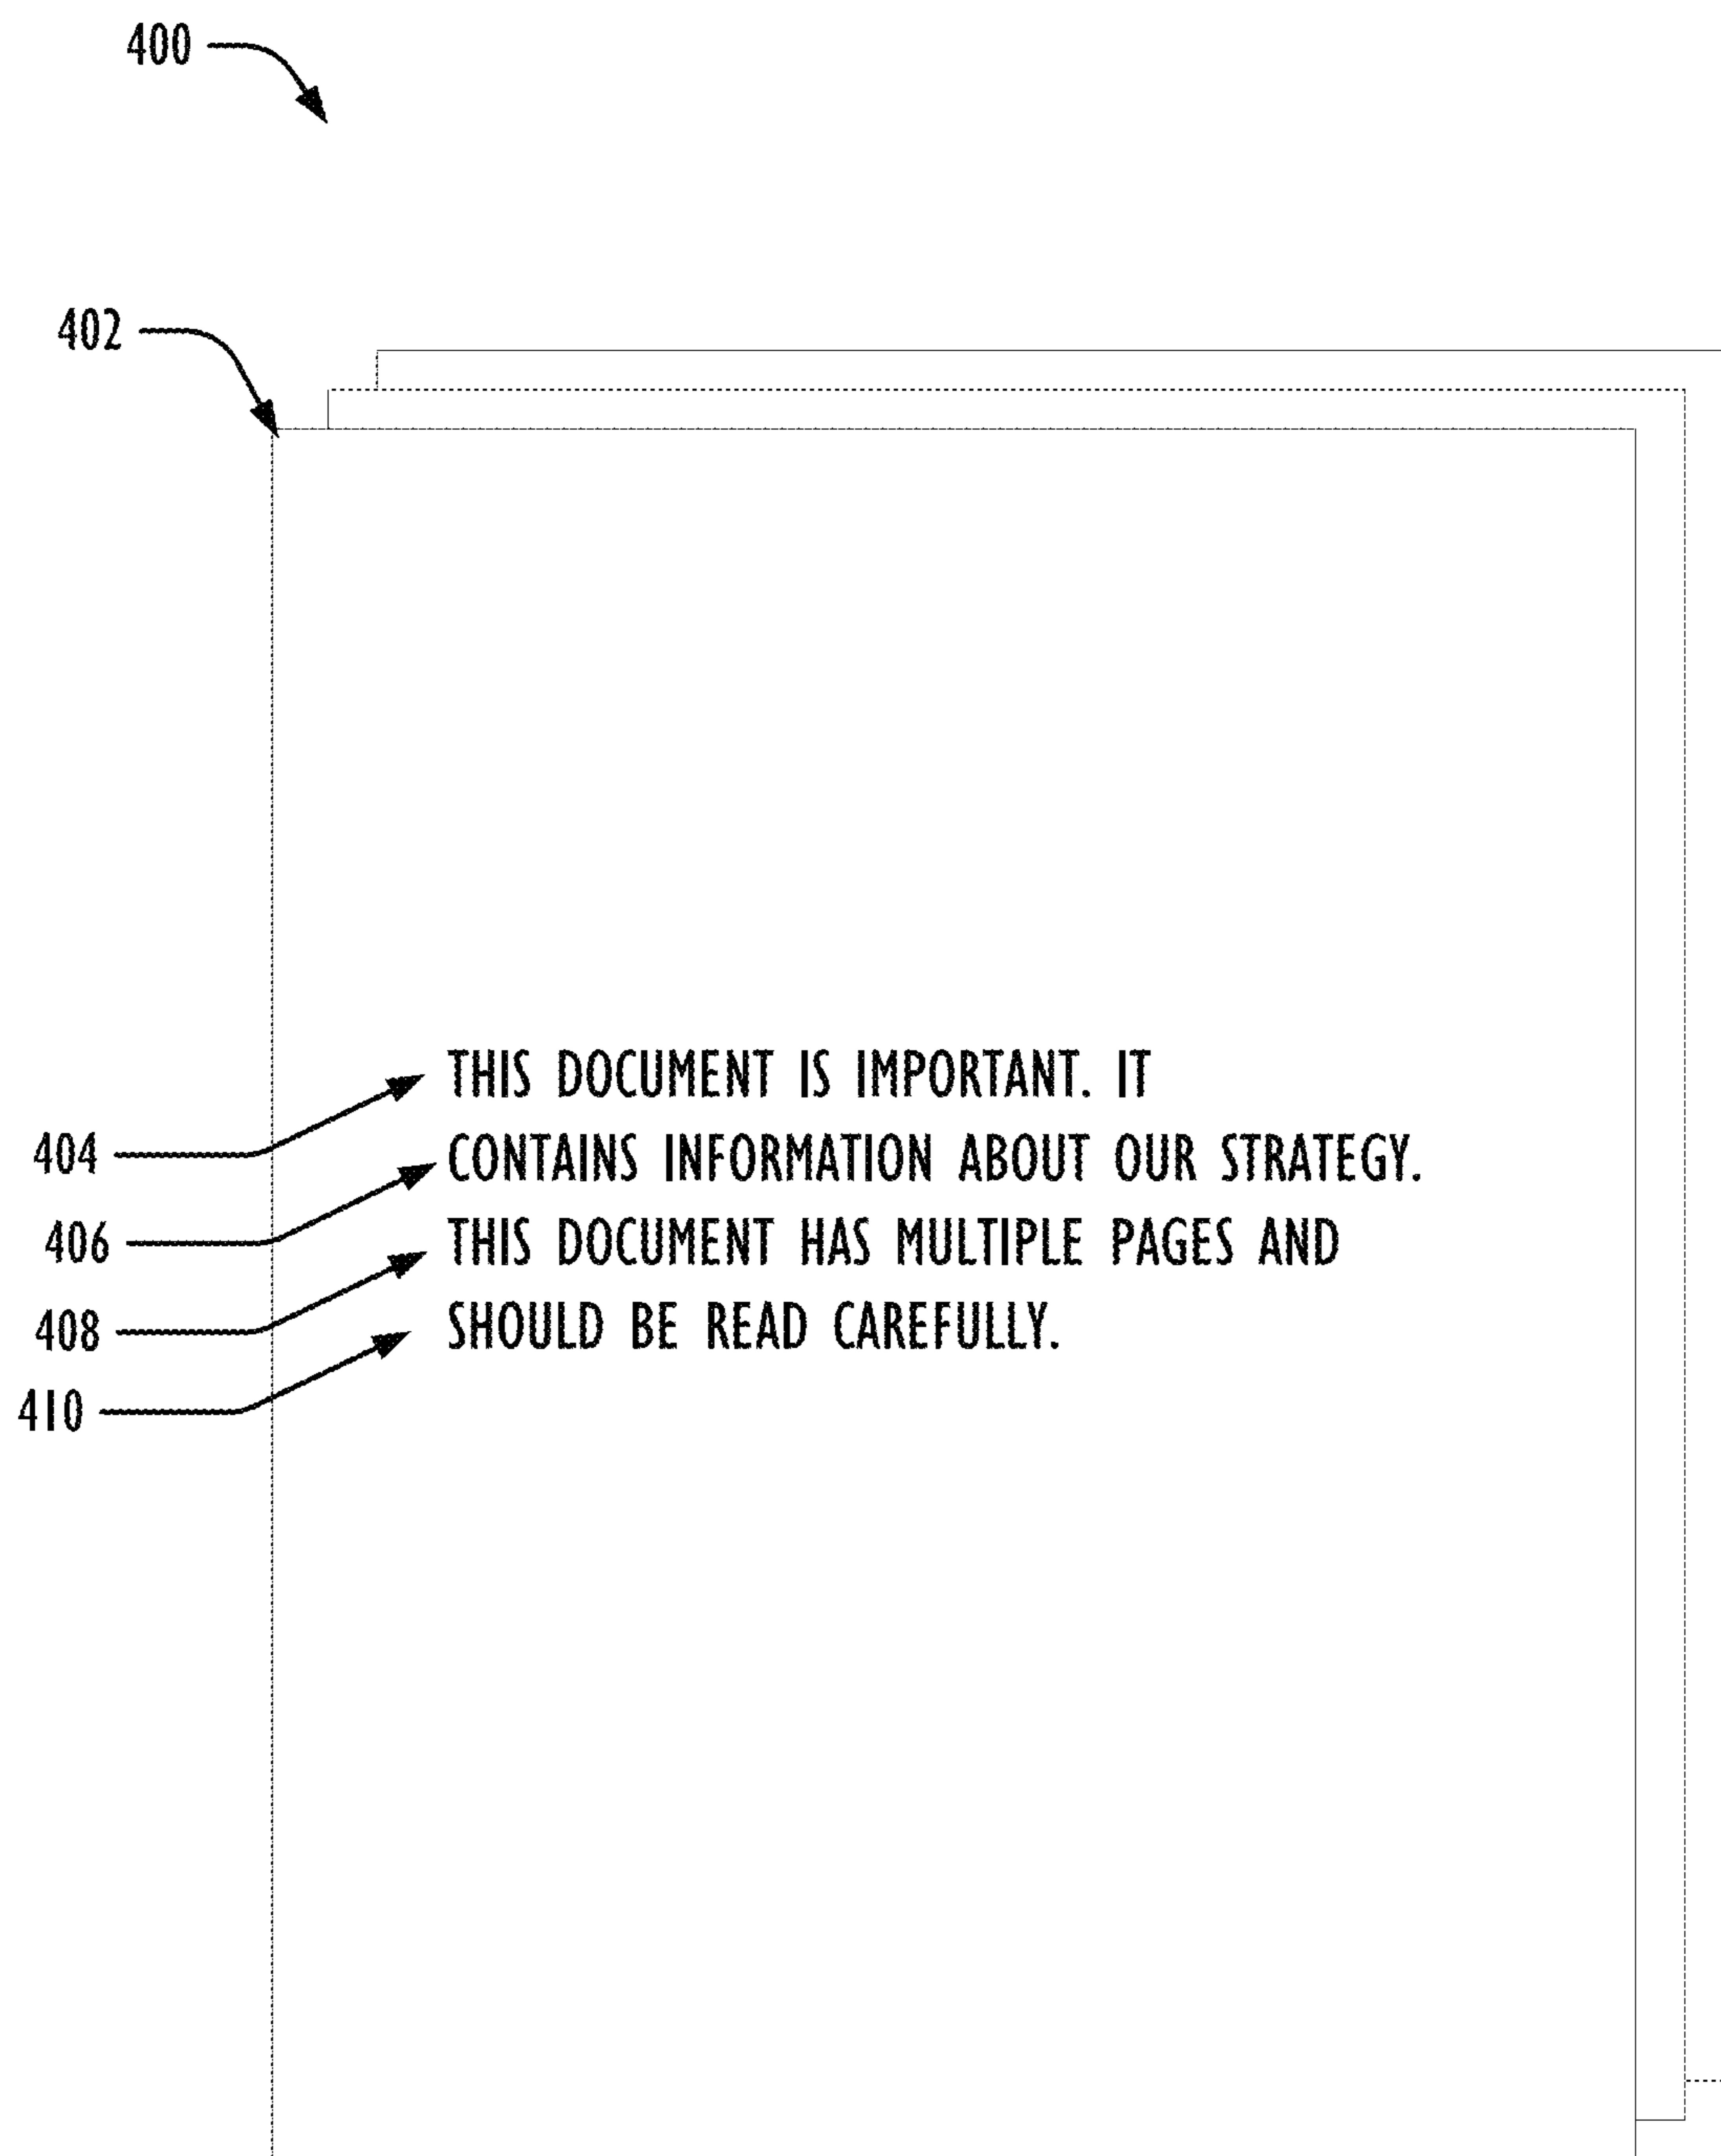 400
402
THIS DOCUMENT IS IMPORTANT. IT
404
CONTAINS INFORMATION ABOUT OUR STRATEGY.
406
THIS DOCUMENT HAS MULTIPLE PAGES AND
408
SHOULD BE READ CAREFULLY.
410